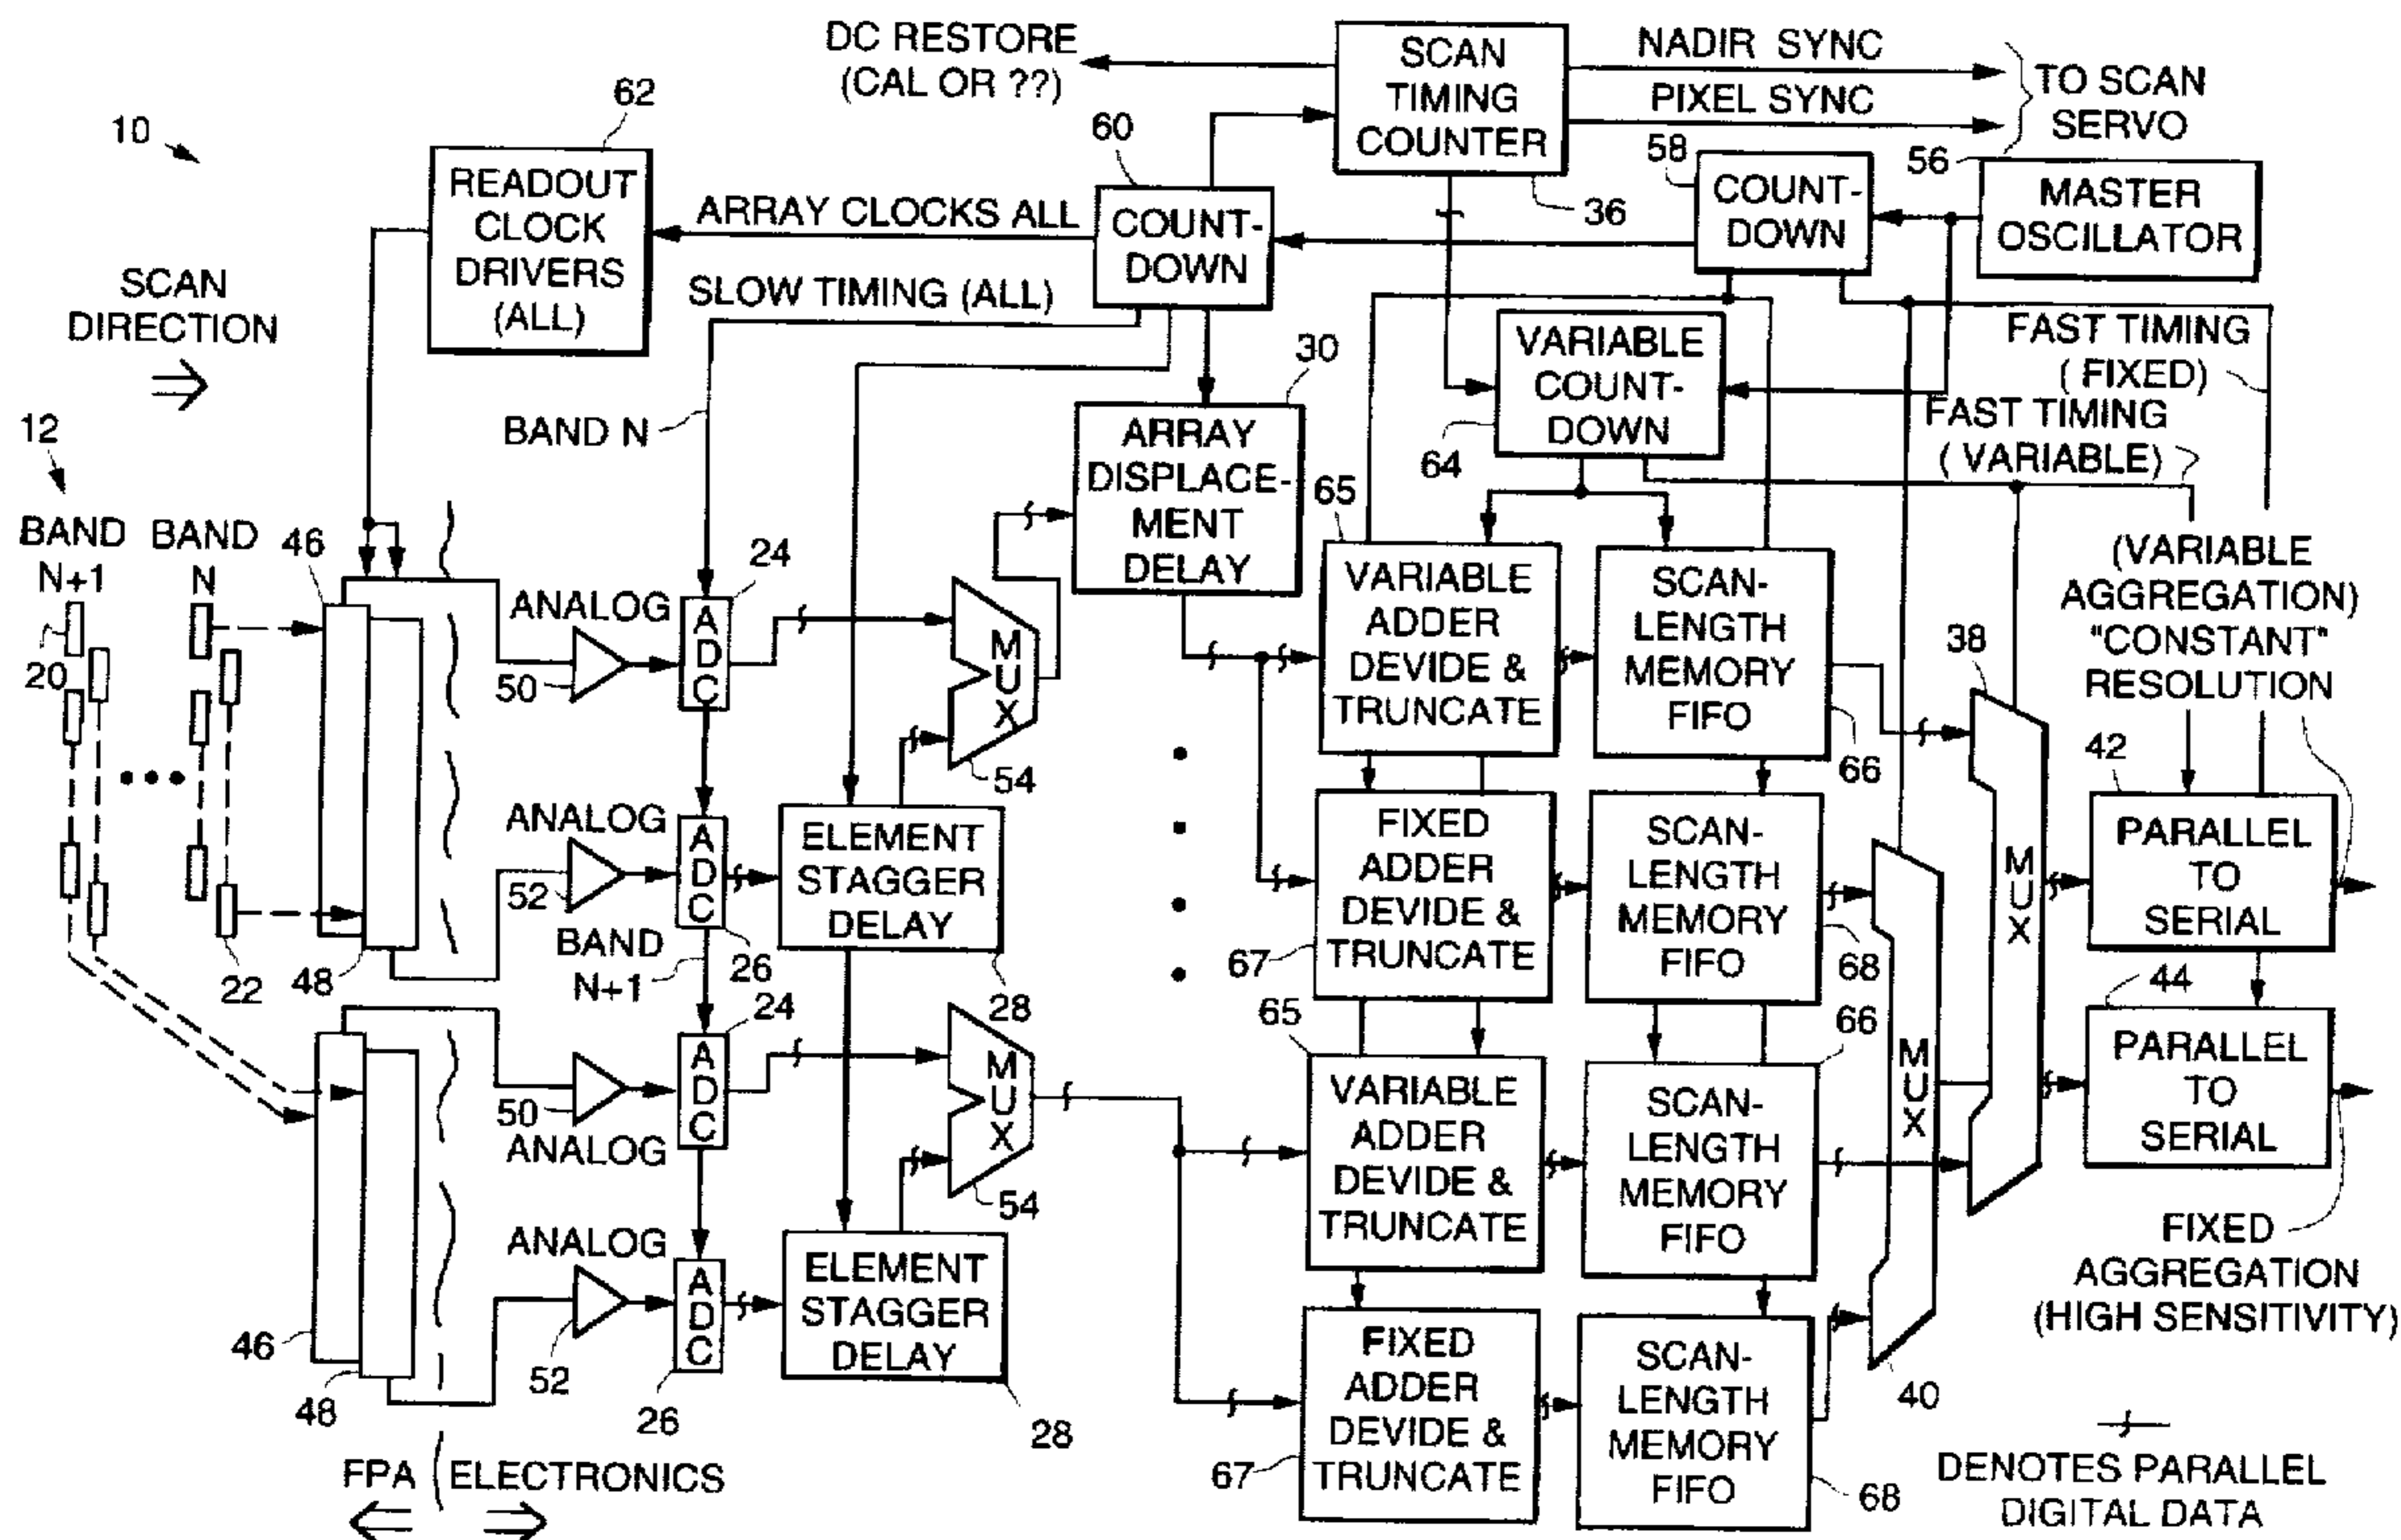 DC RESTORE
(CAL OR ??)
SCAN
TIMING
COUNTER
36
NADIR SYNC
PIXEL SYNC
TO SCAN
SERVO
10
62
READOUT
CLOCK
DRIVERS
(ALL)
ARRAY CLOCKS ALL
60
COUNT-
DOWN
58
COUNT-
DOWN
56
MASTER
OSCILLATOR
SCAN
DIRECTION
SLOW TIMING (ALL)
BAND N
30
ARRAY
DISPLACE-
MENT
DELAY
VARIABLE
COUNT-
DOWN
64
FAST TIMING
( FIXED)
FAST TIMING
( VARIABLE)
12
BAND
N+1
BAND
N
20
22
46
48
ANALOG
50
24
ADC
MUX
54
65
VARIABLE
ADDER
DEVIDE &
TRUNCATE
SCAN-
LENGTH
MEMORY
FIFO
66
38
MUX
(VARIABLE
AGGREGATION)
"CONSTANT"
RESOLUTION
42
PARALLEL
TO
SERIAL
ANALOG
52
ADC
26
BAND
N+1
ELEMENT
STAGGER
DELAY
28
FIXED
ADDER
DEVIDE &
TRUNCATE
67
SCAN-
LENGTH
MEMORY
FIFO
68
MUX
40
44
PARALLEL
TO
SERIAL
46
48
50
ANALOG
24
ADC
MUX
54
65
VARIABLE
ADDER
DEVIDE &
TRUNCATE
SCAN-
LENGTH
MEMORY
FIFO
66
ANALOG
52
ADC
26
ELEMENT
STAGGER
DELAY
28
FIXED
ADDER
DEVIDE &
TRUNCATE
67
SCAN-
LENGTH
MEMORY
FIFO
68
FIXED
AGGREGATION
(HIGH SENSITIVITY)
FPA
ELECTRONICS
DENOTES PARALLEL
DIGITAL DATA